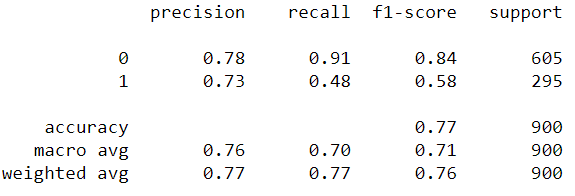 precision recall f1-score support
0 0.78 0.91 0.84 605
1 0.73 0.48 0.58 295
accuracy 0.77 900
macro avg 0.76 0.70 0.71 900
weighted avg 0.77 0.77 0.76 900